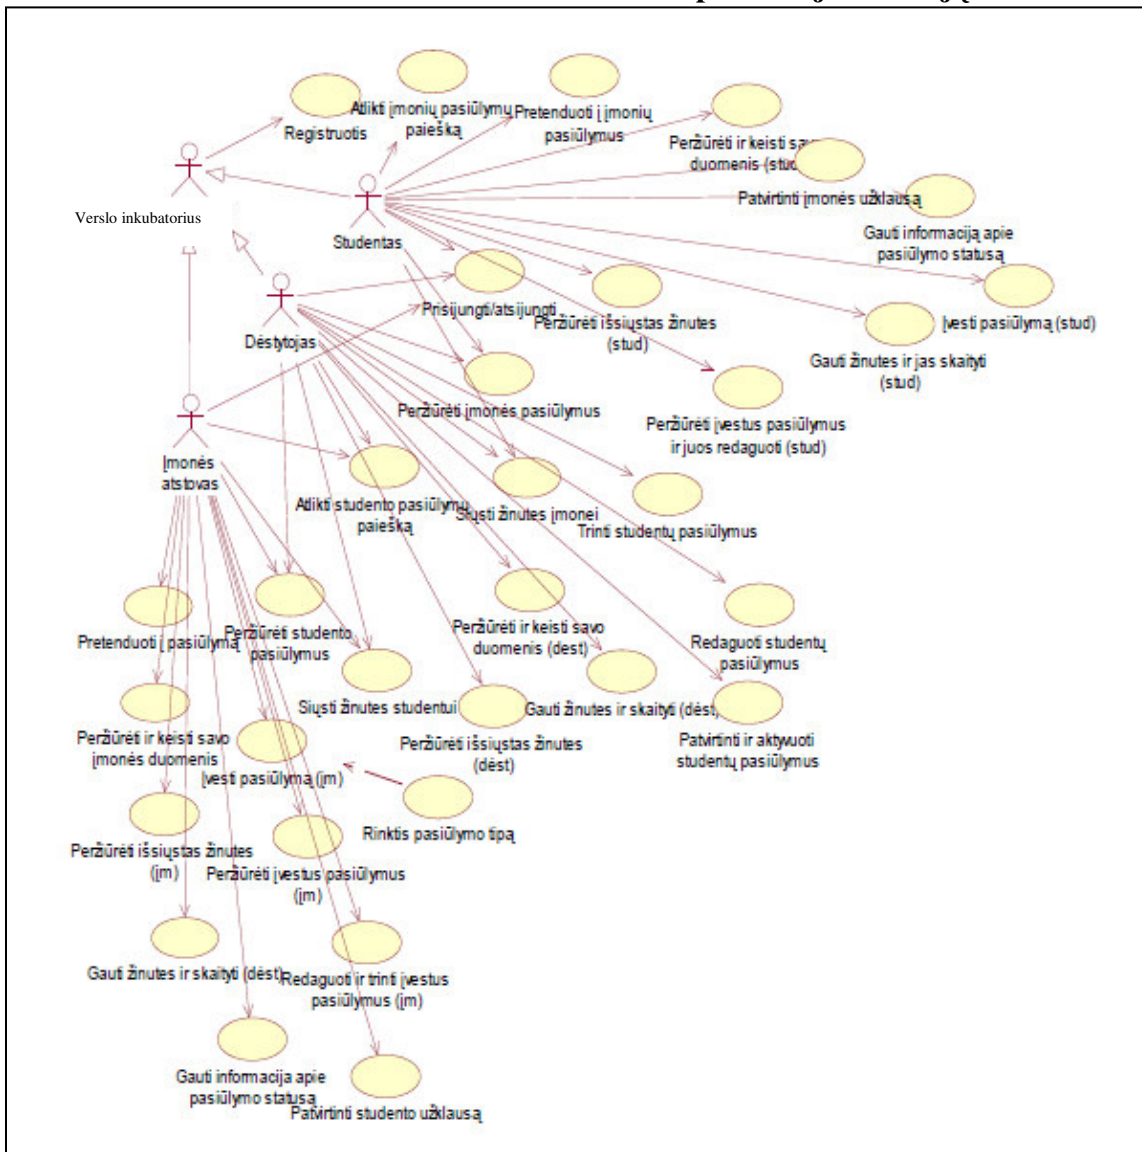 Registruotis
Atlikti įmonių pasiūlymų
paiešką
Pretenduoti į įmonių
pasiūlymus
Peržiūrėti ir keisti savo
duomenis (stud)
Patvirtinti įmonės užklausą
Verslo inkubatorius
Studentas
Gauti informaciją apie
pasiūlymo statusą
Prisijungti/atsijungti
Peržiūrėti išsiųstas žinutes
(stud)
Įvesti pasiūlymą (stud)
Dėstytojas
Gauti žinutes ir jas skaityti
(stud)
Peržiūrėti įmonės pasiūlymus
Peržiūrėti įvestus pasiūlymus
ir juos redaguoti (stud)
Įmonės
atstovas
Atlikti studento pasiūlymų
paiešką
Siųsti žinutes įmonei
Trinti studentų pasiūlymus
Pretenduoti į pasiūlymą
Peržiūrėti studento
pasiūlymus
Peržiūrėti ir keisti savo
duomenis (dest)
Redaguoti studentų
pasiūlymus
Siųsti žinutes studentui
Gauti žinutes ir skaityti (dėst)
Peržiūrėti ir keisti savo
įmonės duomenis
Įvesti pasiūlymą (įm)
Peržiūrėti išsiųstas žinutes
(dėst)
Patvirtinti ir aktyvuoti
studentų pasiūlymus
Rinktis pasiūlymo tipą
Peržiūrėti išsiųstas žinutes
(įm)
Peržiūrėti įvestus pasiūlymus
(įm)
Gauti žinutes ir skaityti (dėst)
Redaguoti ir trinti įvestus
pasiūlymus (įm)
Gauti informacija apie
pasiūlymo statusą
Patvirtinti studento užklausą